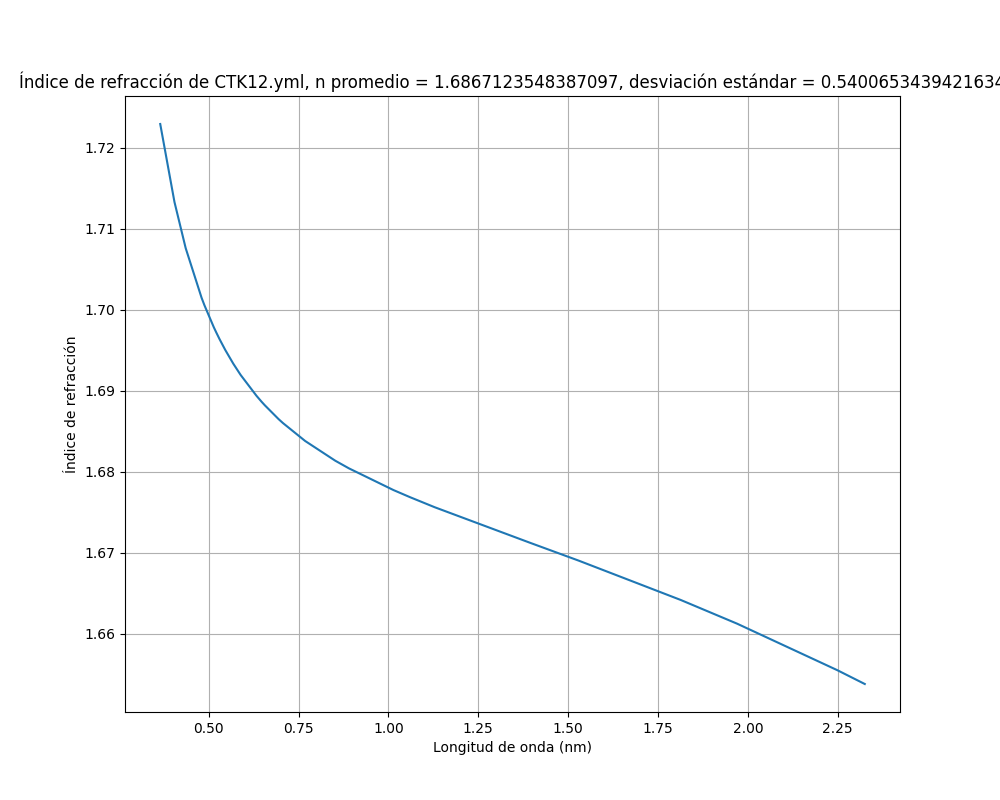 Índice de refracción de CTK12.yml, n promedio = 1.6867123548387097, desviación estándar = 0.5400653439421634
1.72
1.71
1.70
1.69
1.68
1.67
1.66
Índice de refracción
0.50 0.75 1.00 1.25 1.50 1.75 2.00 2.25
Longitud de onda (nm)